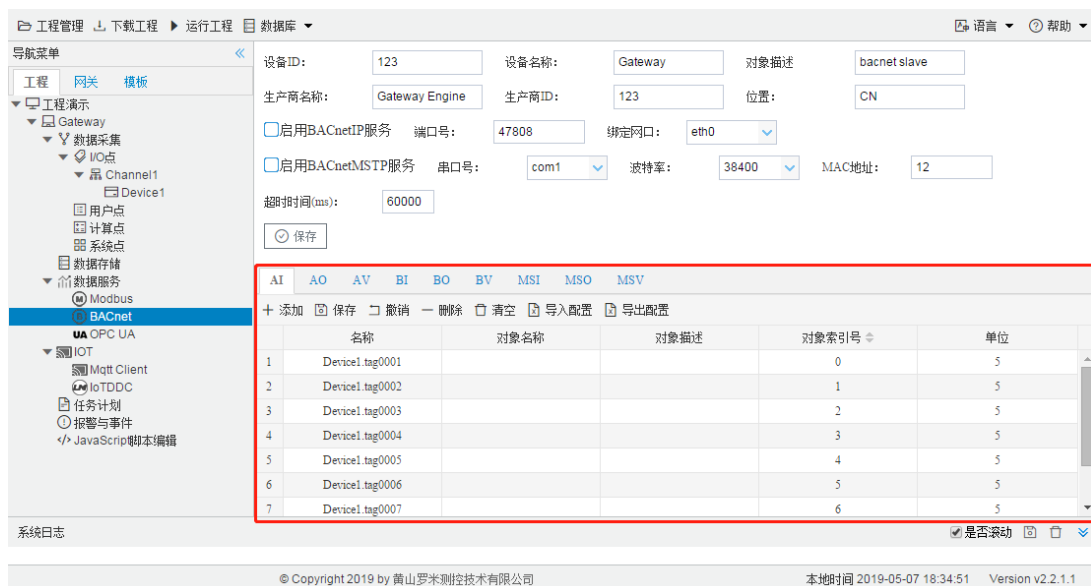 工程管理 下载工程 运行工程 数据库 语言 帮助
导航菜单
工程 网关 模板
工程演示
Gateway
数据采集
I/O点
Channel1
Device1
用户点
计算点
系统点
数据存储
数据服务
Modbus
BACnet
UA OPC UA
IOT
Mqtt Client
IoTDDC
任务计划
报警与事件
JavaScript脚本编辑
设备ID: 123 设备名称: Gateway 对象描述 bacnet slave
生产商名称: Gateway Engine 生产商ID: 123 位置: CN
启用BACnetIP服务 端口号: 47808 绑定网口: eth0
启用BACnetMSTP服务 串口号: com1 波特率: 38400 MAC地址: 12
超时时间(ms): 60000
保存
AI AO AV BI BO BV MSI MSO MSV
添加 保存 撤销 删除 清空 导入配置 导出配置
名称 对象名称 对象描述 对象索引号 单位
1 Device1.tag0001 0 5
2 Device1.tag0002 1 5
3 Device1.tag0003 2 5
4 Device1.tag0004 3 5
5 Device1.tag0005 4 5
6 Device1.tag0006 5 5
7 Device1.tag0007 6 5
系统日志 是否滚动
© Copyright 2019 by 黄山罗米测控技术有限公司 本地时间 2019-05-07 18:34:51 Version v2.2.1.1